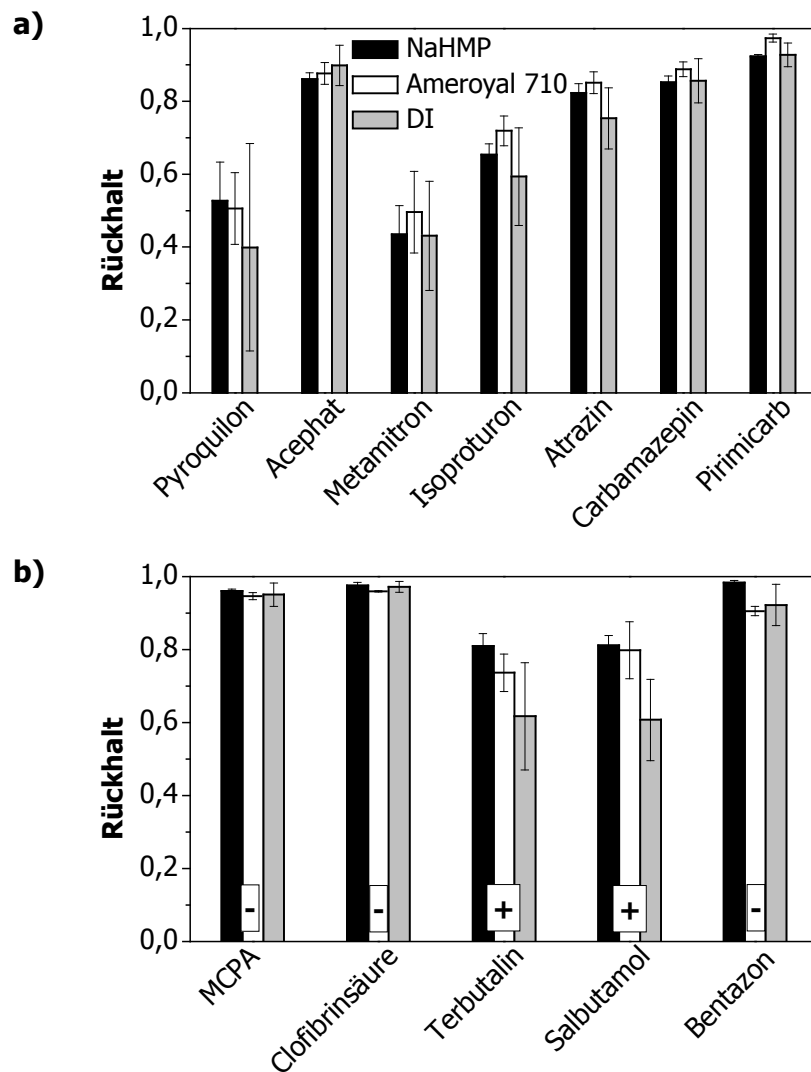 a)
NaHMP
Ameroyal 710
DI
Rückhalt
1,0
0,8
0,6
0,4
0,2
0,0
Pyroquilon
Acephat
Metamitron
Isoproturon
Atrazin
Carbamazepin
Pirimicarb
b)
Rückhalt
1,0
0,8
0,6
0,4
0,2
0,0
- - + + -
MCPA
Clofibrinsäure
Terbutalin
Salbutamol
Bentazon